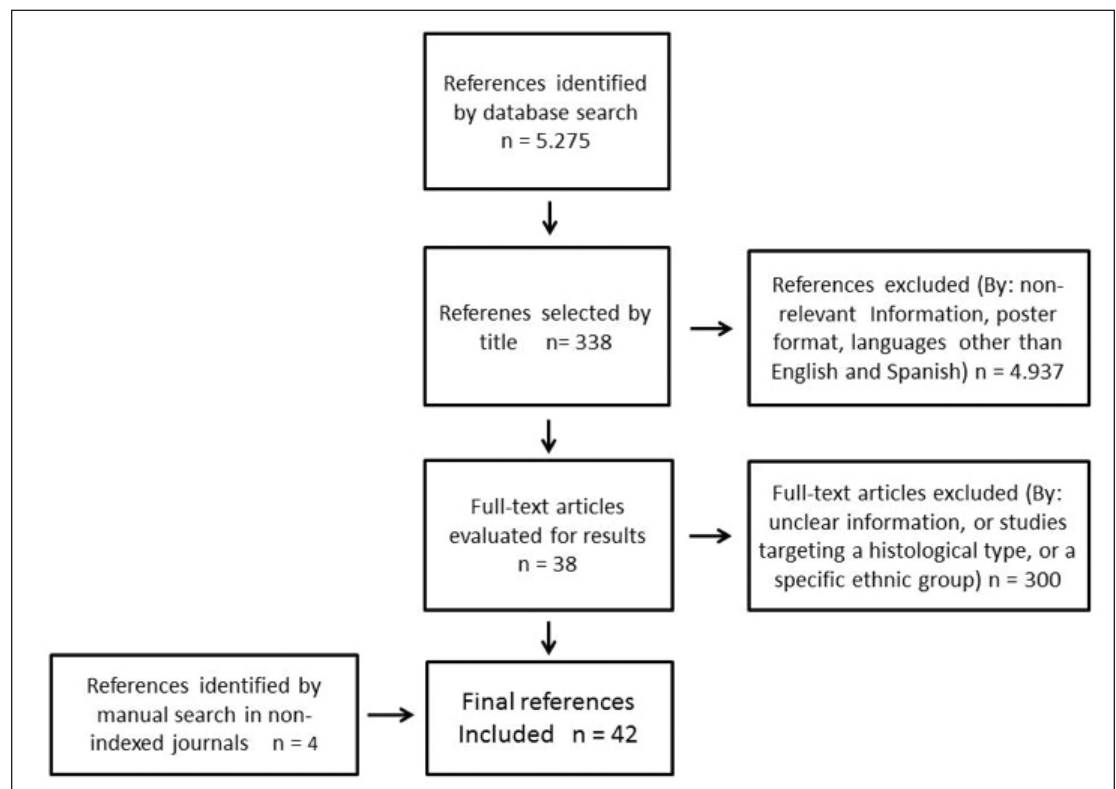 References identified
by database search
n = 5.275
Referenes selected by
title n= 338
References excluded (By: non-
relevant Information, poster
format, languages other than
English and Spanish) n = 4.937
Full-text articles
evaluated for results
n = 38
Full-text articles excluded (By:
unclear information, or studies
targeting a histological type, or a
specific ethnic group) n = 300
References identified by
manual search in non-
indexed journals n = 4
Final references
Included n = 42